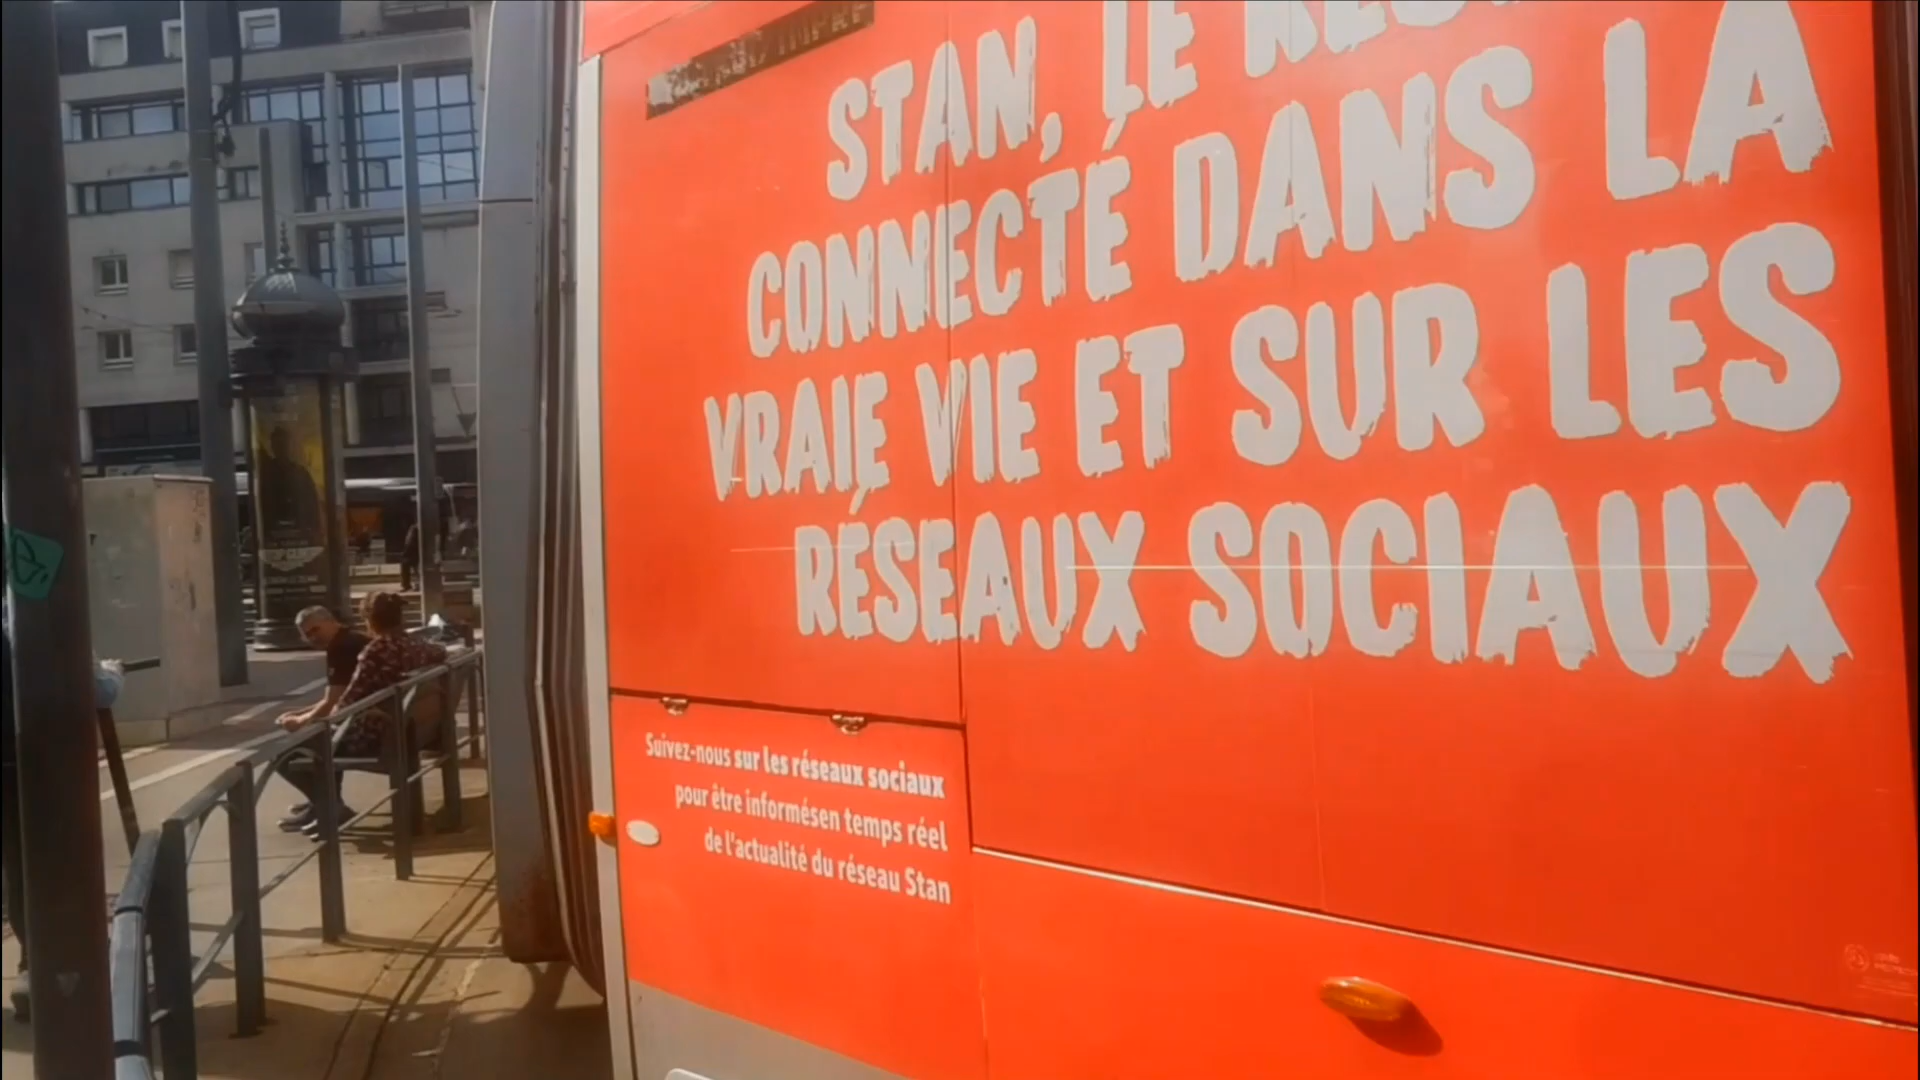 STAN, LE
CONNECTÉ DANS LA
VRAIE VIE ET SUR LES
RÉSEAUX SOCIAUX
Suivez-nous sur les réseaux sociaux
pour être informésen temps réel
de l'actualité du réseau Stan